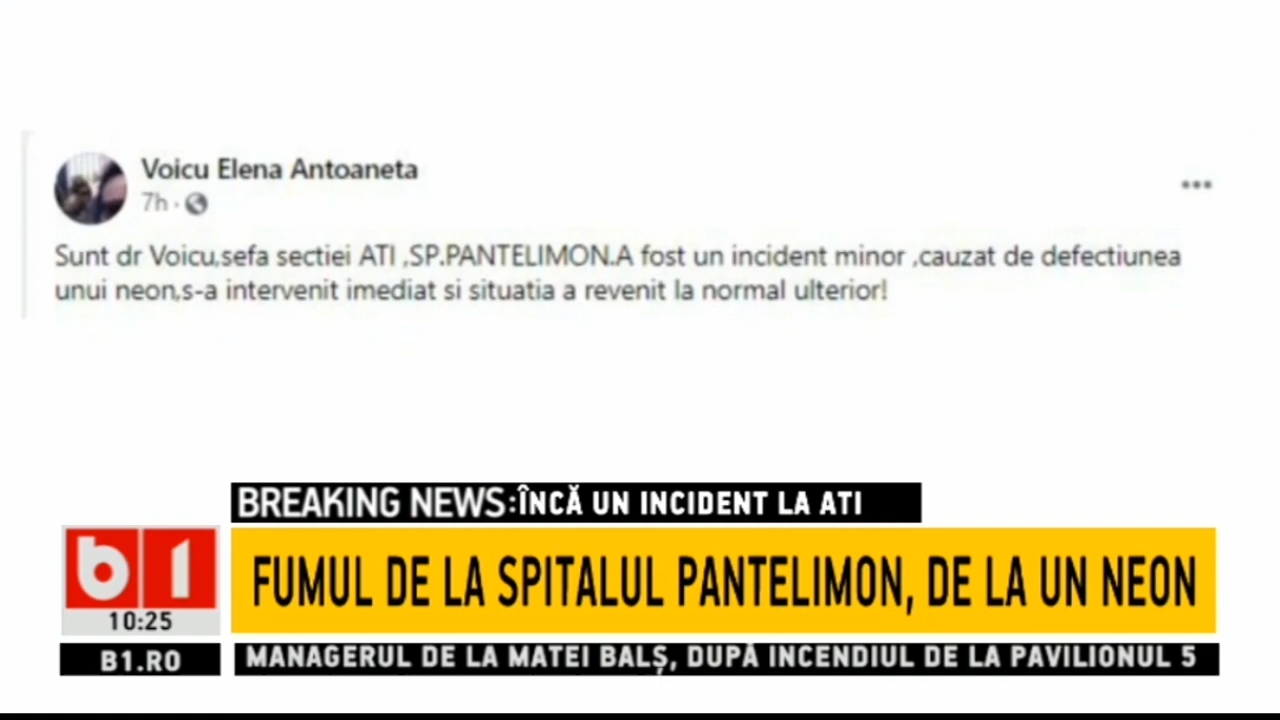 Voicu Elena Antoaneta
7h ·
Sunt dr Voicu,sefa sectiei ATI ,SP.PANTELIMON.A fost un incident minor ,cauzat de defectiunea
unui neon,s-a intervenit imediat si situatia a revenit la normal ulterior!
BREAKING NEWS:ÎNCĂ UN INCIDENT LA ATI
b1
FUMUL DE LA SPITALUL PANTELIMON, DE LA UN NEON
10:25
B1.RO
MANAGERUL DE LA MATEI BALȘ, DUPĂ INCENDIUL DE LA PAVILIONUL 5